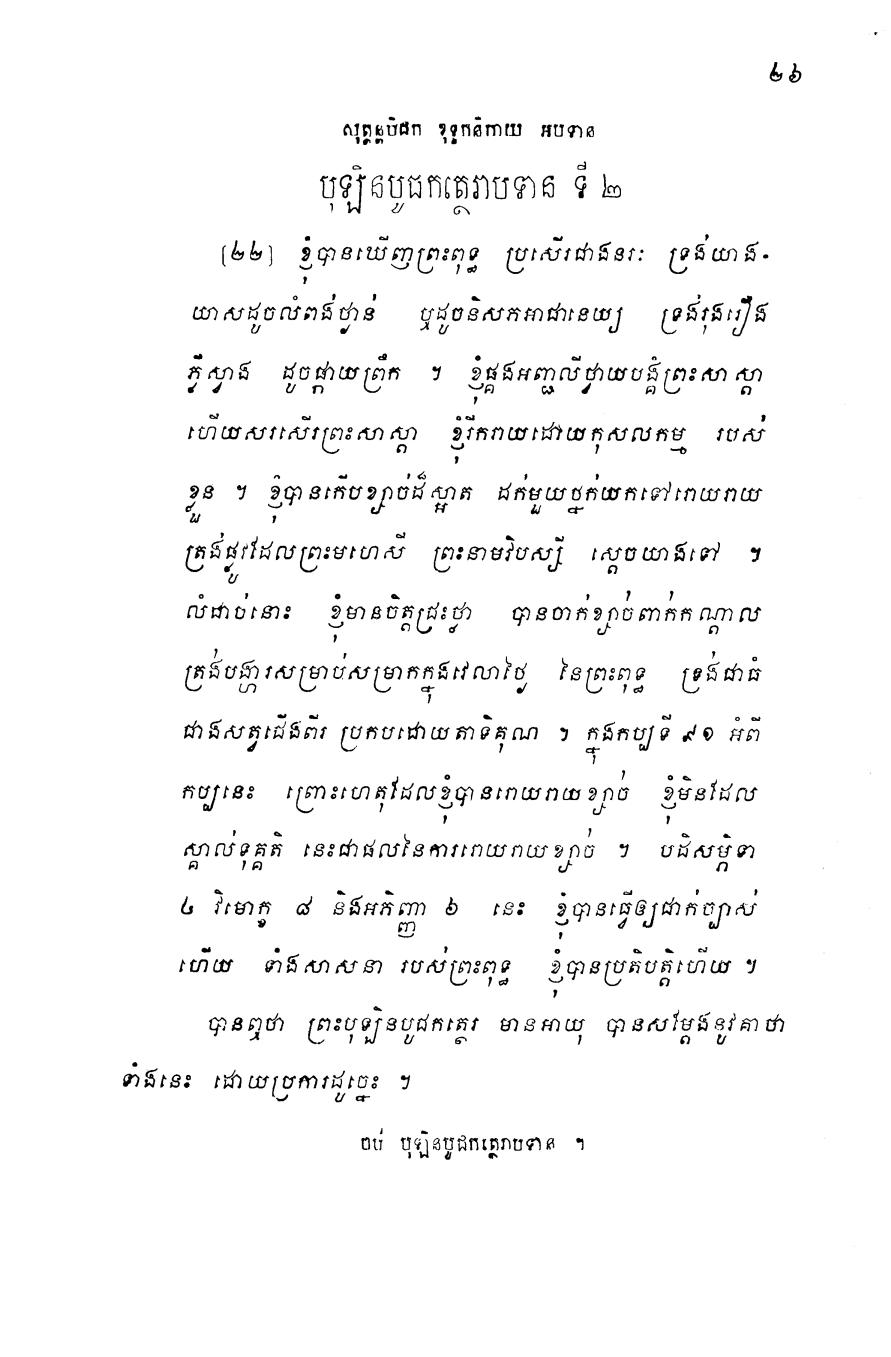 ២៦
សុត្តន្តបិដក ខុទ្ទកនិកាយ អបទាន
បុឡិនបូជកត្ថេរាបទាន ទី ២
[២២] ខ្ញុំបានឃើញព្រះពុទ្ធ ប្រសើរជាងនរៈ ទ្រង់យាង
យាសដូចលំពង់ថ្កាន់ ឬដូចនិសភអាជានេយ្យ ទ្រង់រុងរឿង
ភ្លឺស្វាង ដូចផ្កាយព្រឹក ។ ខ្ញុំផ្គងអញ្ជលីថ្វាយបង្គំព្រះសាស្តា
ហើយសរសើរព្រះសាស្តា ខ្ញុំរីករាយដោយកុសលកម្ម របស់
ខ្លួន ។ ខ្ញុំបានកើបខ្សាច់ដ៏ស្អាត ដក់មួយថ្នក់យកទៅរោយរាយ
ត្រង់ផ្លូវដែលព្រះមហេសី ព្រះនាមវិបស្សី ស្តេចយាងទៅ ។
លំដាច់នោះ ខ្ញុំមានចិត្តជ្រះថ្លា បានចាក់ខ្សាច់ពាក់កណ្តាល
ត្រង់បង្ហារសម្រាប់សម្រាកក្នុងវេលាថ្ងៃ នៃព្រះពុទ្ធ ទ្រង់ជាធំ
ជាងសត្វជើងពីរ ប្រកបដោយតាទិគុណ ។ ក្នុងកប្បទី ៩១ អំពី
កប្បនេះ ព្រោះហេតុដែលខ្ញុំបានរោយរាយខ្សាច់ ខ្ញុំមិនដែល
ស្គាល់ទុគ្គតិ នេះជាផលនៃការរោយរាយខ្សាច់ ។ បដិសម្ភិទា
៤ វិមោក្ខ ៨ និងអភិញ្ញា ៦ នេះ ខ្ញុំបានធ្វើឲ្យជាក់ច្បាស់
ហើយ ទាំងសាសនា របស់ព្រះពុទ្ធ ខ្ញុំបានប្រតិបត្តិហើយ ។
បានឮថា ព្រះបុឡិនបូជកត្ថេរ មានអាយុ បានសម្តែងនូវគាថា
ទាំងនេះ ដោយប្រការដូច្នេះ ។
ចប់ បុឡិនបូជកត្ថេរាបទាន ។